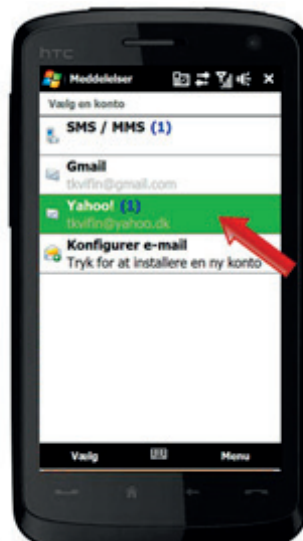 hTC
Meddelelser
Vælg en konto
SMS / MMS (1)
Gmail
tkvifin@gmail.com
Yahoo! (1)
tkvifin@yahoo.dk
Konfigurer e-mail
Tryk for at installere en ny konto
Vælg Menu